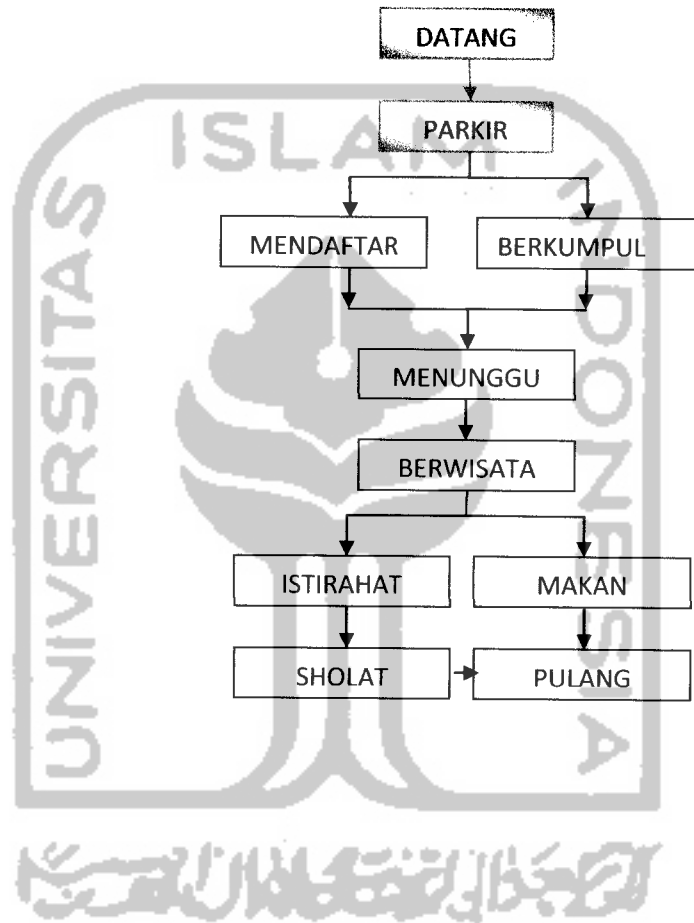 DATANG
PARKIR
MENDAFTAR BERKUMPUL
MENUNGGU
BERWISATA
ISTIRAHAT MAKAN
SHOLAT PULANG
UNIVERSITAS
ISLAM
INDONESIA